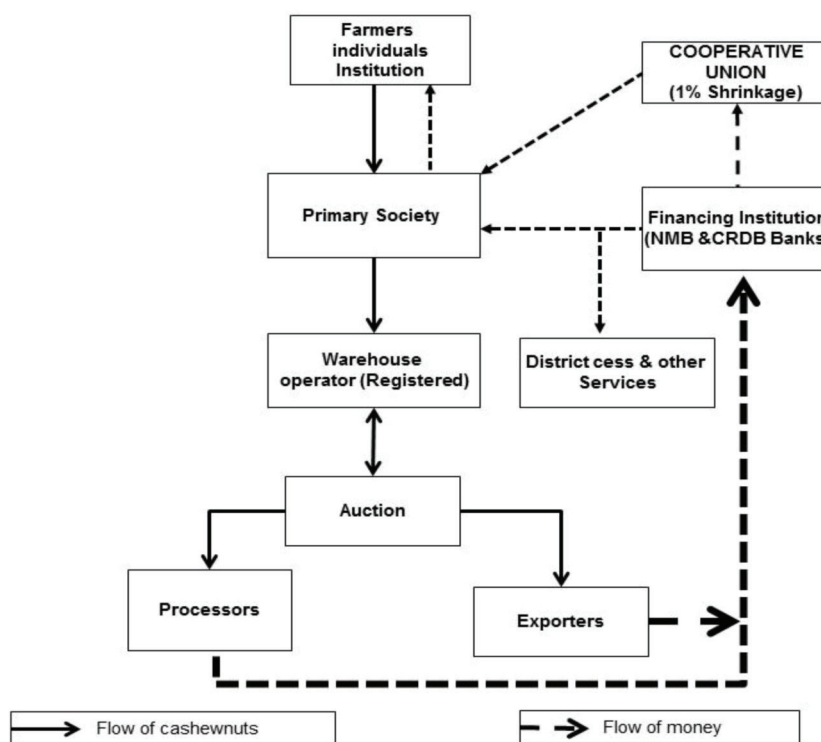 Farmers
individuals
Institution
COOPERATIVE
UNION
(1% Shrinkage)
Primary Society
Financing Institution
(NMB &CRDB Banks
Warehouse
operator (Registered)
District cess & other
Services
Auction
Processors
Exporters
Flow of cashewnuts
Flow of money